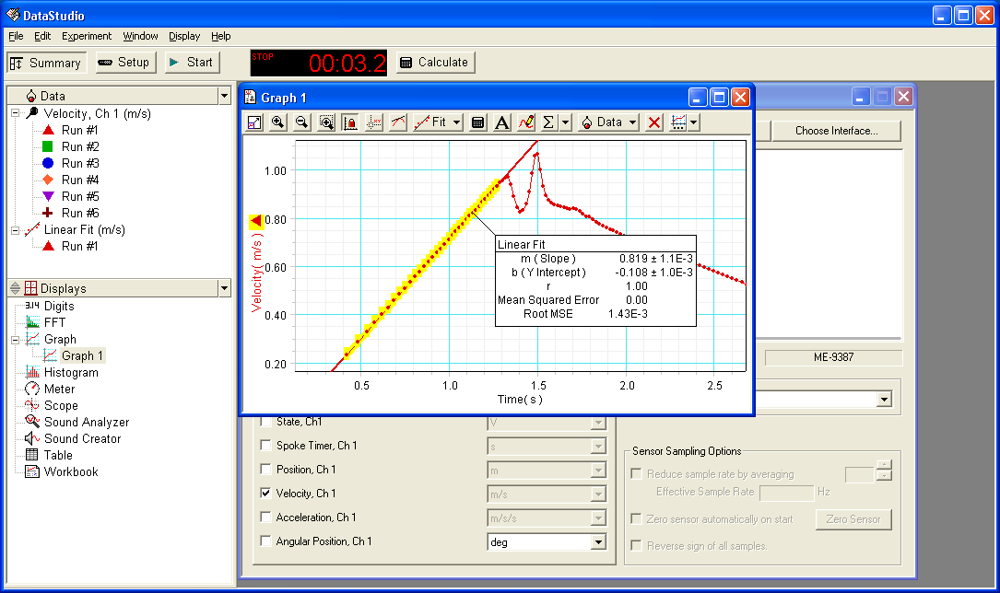 DataStudio
File Edit Experiment Window Display Help
Summary Setup Start STOP 00:03.2 Calculate
Data
Velocity, Ch 1 (m/s)
Run #1
Run #2
Run #3
Run #4
Run #5
Run #6
Linear Fit (m/s)
Run #1
Displays
3.14 Digits
FFT
Graph
Graph 1
Histogram
Meter
Scope
Sound Analyzer
Sound Creator
Table
Workbook
Graph 1
Fit A Σ Data
Choose Interface...
1.00
0.80
0.60
0.40
0.20
Velocity( m/s )
0.5 1.0 1.5 2.0 2.5
Time( s )
Linear Fit
m ( Slope ) 0.819 ± 1.1E-3
b ( Y Intercept ) -0.108 ± 1.0E-3
r 1.00
Mean Squared Error 0.00
Root MSE 1.43E-3
ME-9387
State, Ch1 V
Spoke Timer, Ch 1 s
Position, Ch 1 m
Velocity, Ch 1 m/s
Acceleration, Ch 1 m/s/s
Angular Position, Ch 1 deg
Sensor Sampling Options
Reduce sample rate by averaging
Effective Sample Rate Hz
Zero sensor automatically on start Zero Sensor
Reverse sign of all samples.